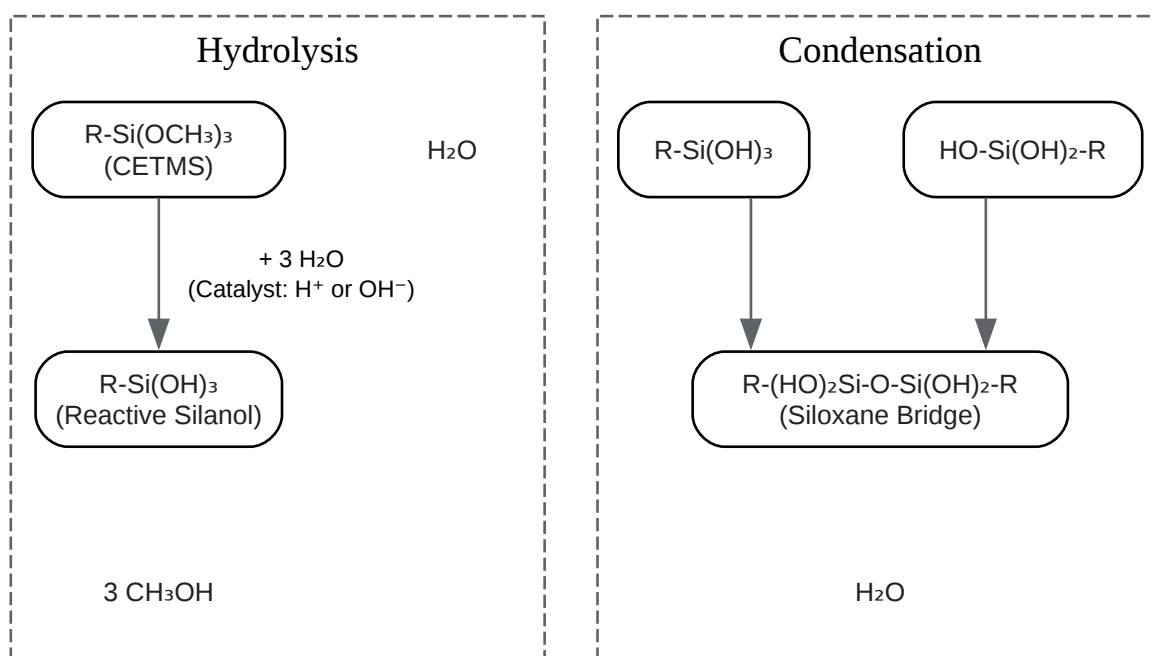 Hydrolysis
R-Si(OCH₃)₃
(CETMS)
H₂O
+ 3 H₂O
(Catalyst: H⁺ or OH⁻)
R-Si(OH)₃
(Reactive Silanol)
3 CH₃OH
Condensation
R-Si(OH)₃
HO-Si(OH)₂-R
R-(HO)₂Si-O-Si(OH)₂-R
(Siloxane Bridge)
H₂O